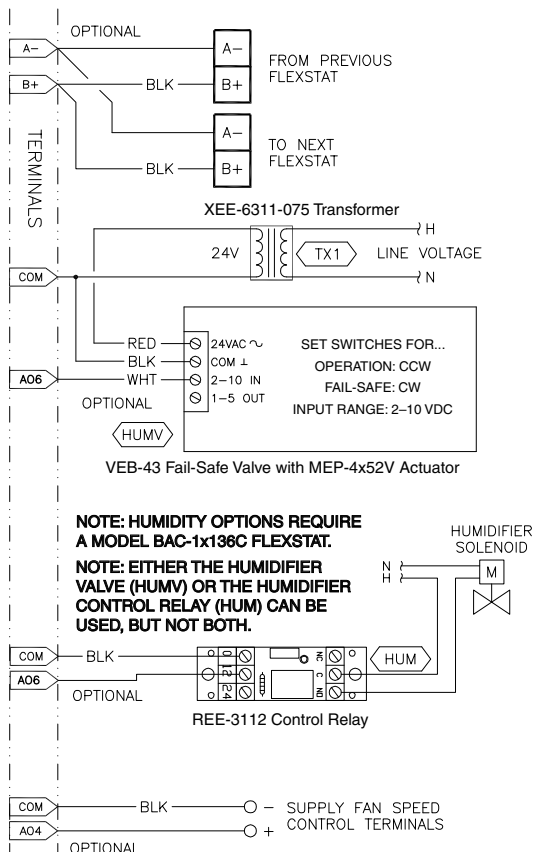 OPTIONAL
A−
A−
FROM PREVIOUS
FLEXSTAT
B+
BLK
B+
TERMINALS
A−
TO NEXT
FLEXSTAT
BLK
B+
XEE-6311-075 Transformer
H
24V
TX1
LINE VOLTAGE
COM
N
RED
24VAC ∿
SET SWITCHES FOR...
BLK
COM ⊥
OPERATION: CCW
AO6
WHT
2−10 IN
FAIL-SAFE: CW
OPTIONAL
1−5 OUT
INPUT RANGE: 2–10 VDC
HUMV
VEB-43 Fail-Safe Valve with MEP-4x52V Actuator
NOTE: HUMIDITY OPTIONS REQUIRE
A MODEL BAC-1x136C FLEXSTAT.
NOTE: EITHER THE HUMIDIFIER
VALVE (HUMV) OR THE HUMIDIFIER
CONTROL RELAY (HUM) CAN BE
USED, BUT NOT BOTH.
HUMIDIFIER
SOLENOID
N
H
M
COM
BLK
0
NC
HUM
AO6
12
C
OPTIONAL
24
NO
REE-3112 Control Relay
COM
BLK
−
SUPPLY FAN SPEED
CONTROL TERMINALS
AO4
+
OPTIONAL